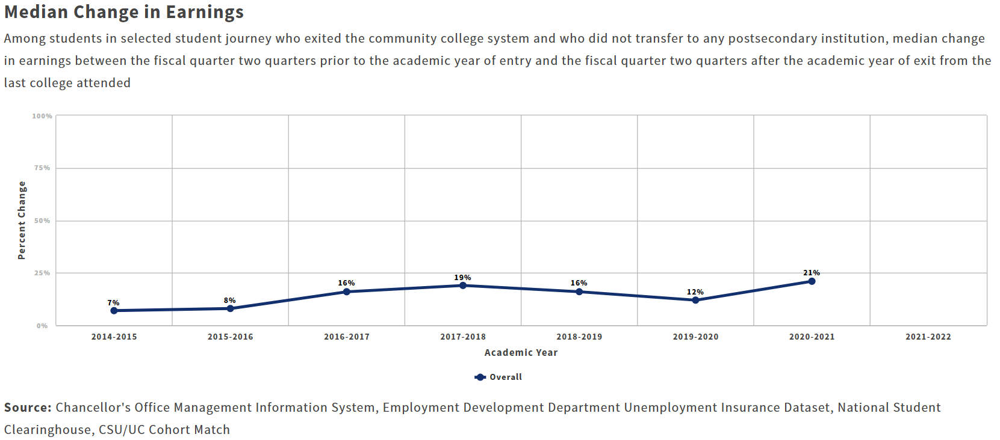 Median Change in Earnings
Among students in selected student journey who exited the community college system and who did not transfer to any postsecondary institution, median change
in earnings between the fiscal quarter two quarters prior to the academic year of entry and the fiscal quarter two quarters after the academic year of exit from the
last college attended
100%
75%
50%
25%
0%
Percent Change
7%
8%
16%
19%
16%
12%
21%
2014-2015
2015-2016
2016-2017
2017-2018
2018-2019
2019-2020
2020-2021
2021-2022
Academic Year
Overall
Source: Chancellor's Office Management Information System, Employment Development Department Unemployment Insurance Dataset, National Student
Clearinghouse, CSU/UC Cohort Match